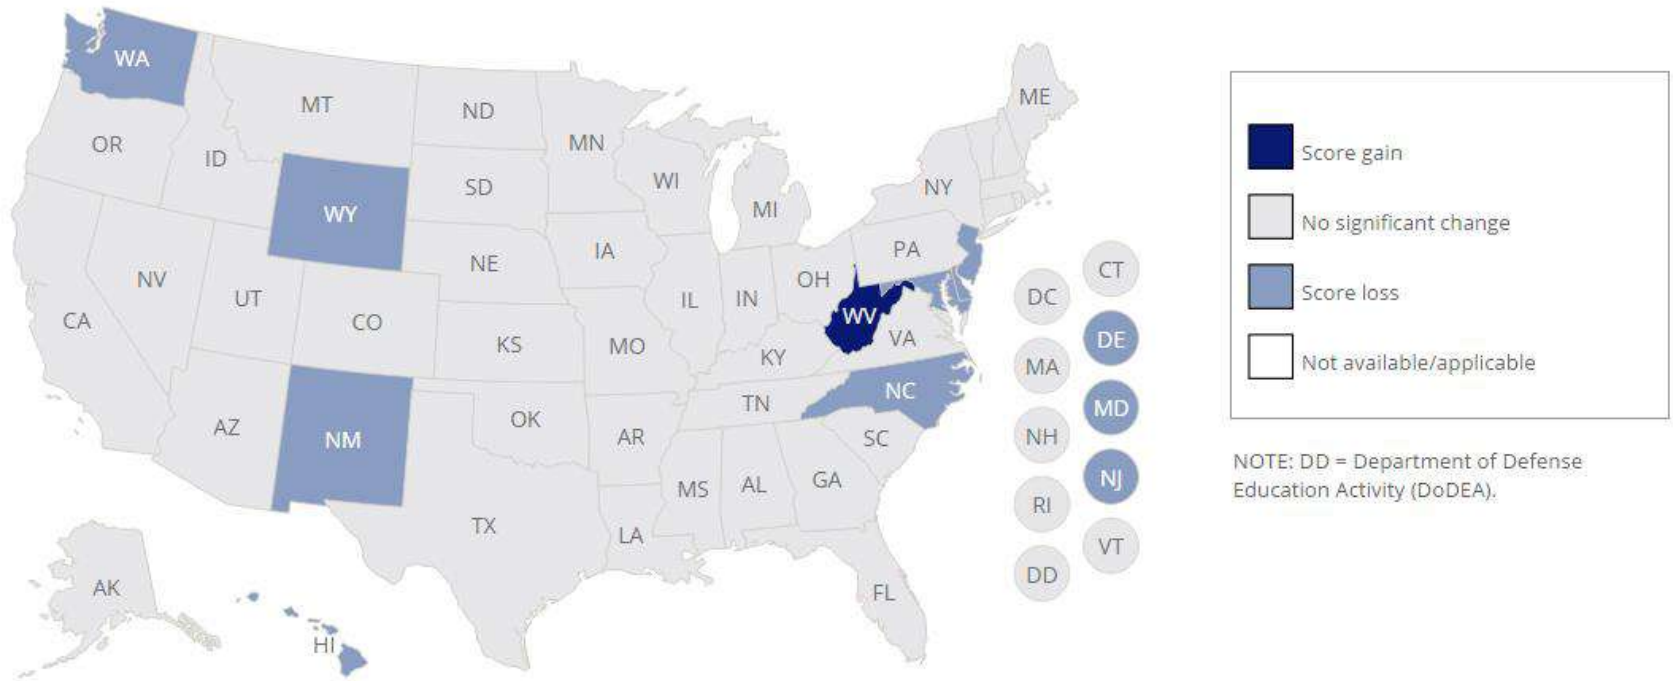 WA
MT
ND
MN
ME
OR
ID
SD
WI
MI
NY
WY
NE
IA
PA
NV
UT
CO
IL
IN
OH
WV
VA
CA
KS
MO
KY
NC
TN
AZ
NM
OK
AR
SC
MS
AL
GA
TX
LA
AK
HI
FL
CT
DC
DE
MA
MD
NH
NJ
RI
VT
DD
Score gain
No significant change
Score loss
Not available/applicable
NOTE: DD = Department of Defense
Education Activity (DoDEA).